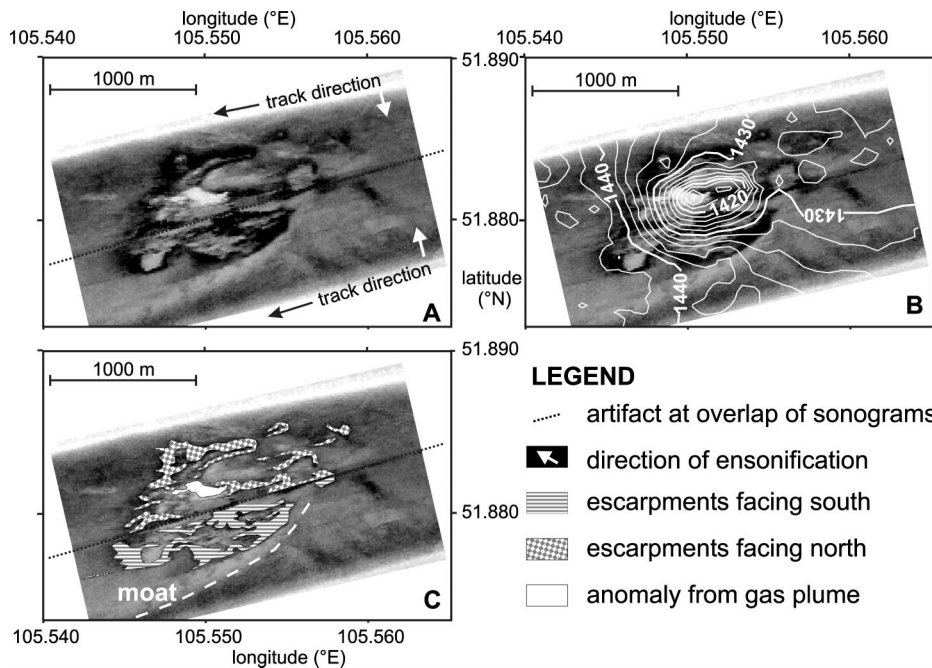 longitude (°E)
105.540 105.550 105.560
longitude (°E)
105.540 105.550 105.560
51.890
1000 m
track direction
51.880
track direction
latitude
(°N)
A
1000 m
1430
1440
1420
1430
1440
B
51.890
1000 m
51.880
moat
C
105.540 105.550 105.560
longitude (°E)
LEGEND
artifact at overlap of sonograms
direction of ensonification
escarpments facing south
escarpments facing north
anomaly from gas plume